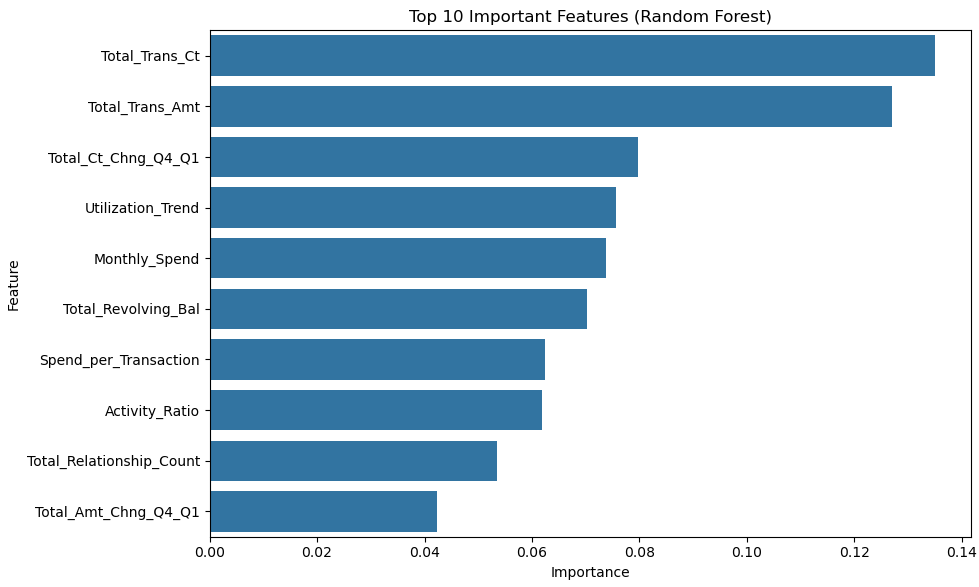 Top 10 Important Features (Random Forest)
Total_Trans_Ct
Total_Trans_Amt
Total_Ct_Chng_Q4_Q1
Utilization_Trend
Monthly_Spend
Total_Revolving_Bal
Spend_per_Transaction
Activity_Ratio
Total_Relationship_Count
Total_Amt_Chng_Q4_Q1
Feature
0.00 0.02 0.04 0.06 0.08 0.10 0.12 0.14
Importance